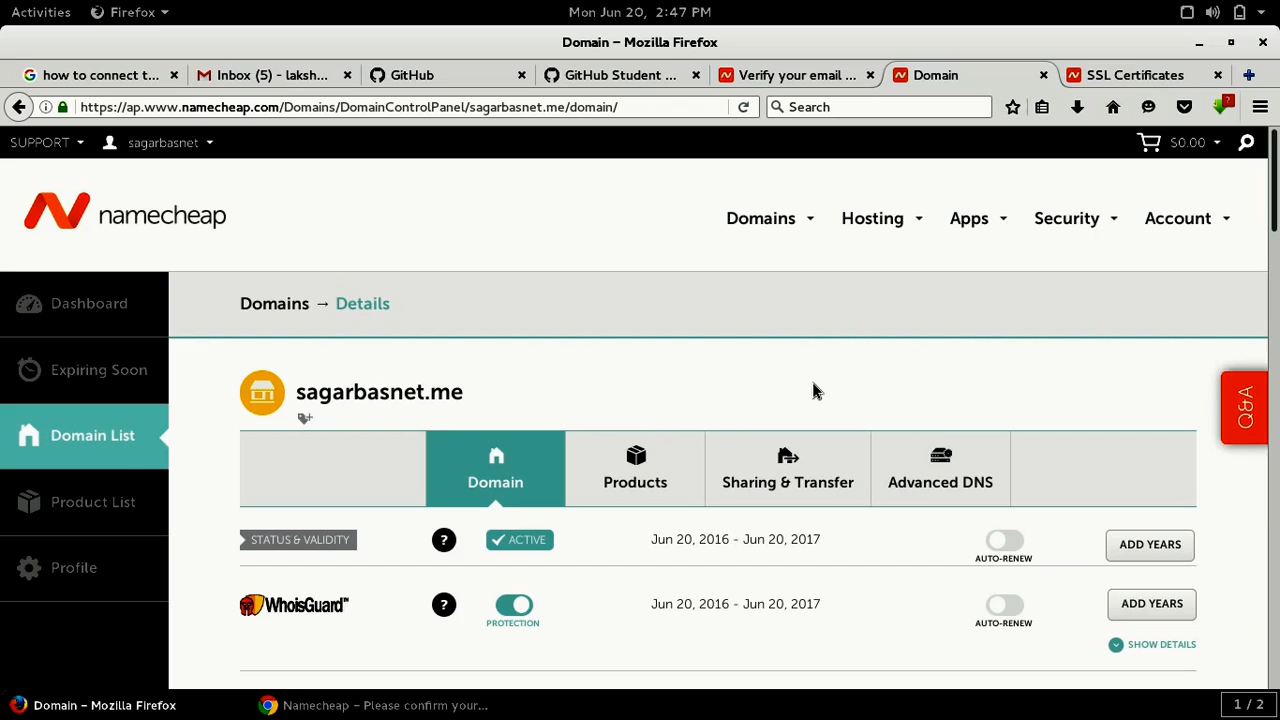 Activities Firefox Mon Jun 20, 2:47 PM
Domain – Mozilla Firefox
how to connect t... Inbox (5) - laksh... GitHub GitHub Student ... Verify your email ... Domain SSL Certificates
https://ap.www.namecheap.com/Domains/DomainControlPanel/sagarbasnet.me/domain/ Search ?
SUPPORT sagarbasnet $0.00
namecheap Domains Hosting Apps Security Account
Dashboard
Domains → Details
Expiring Soon
sagarbasnet.me
Q&A
Domain List
Domain Products Sharing & Transfer Advanced DNS
Product List
STATUS & VALIDITY ? ACTIVE Jun 20, 2016 - Jun 20, 2017 AUTO-RENEW ADD YEARS
Profile
WhoisGuard™ ? PROTECTION Jun 20, 2016 - Jun 20, 2017 AUTO-RENEW ADD YEARS
SHOW DETAILS
Domain – Mozilla Firefox Namecheap – Please confirm your... 1 / 2